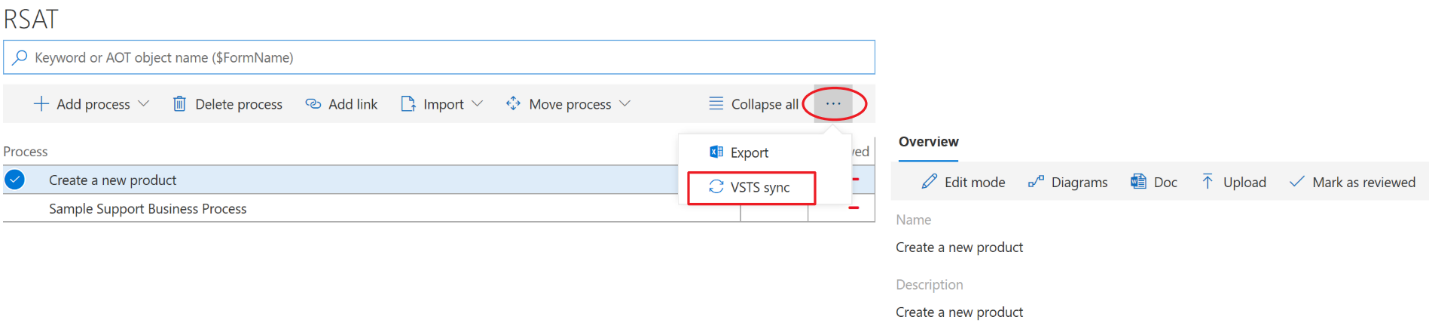 RSAT
Keyword or AOT object name ($FormName)
Add process Delete process Add link Import Move process Collapse all ...
Export
VSTS sync
Process
Create a new product
Sample Support Business Process
Overview
Edit mode Diagrams Doc Upload Mark as reviewed
Name
Create a new product
Description
Create a new product